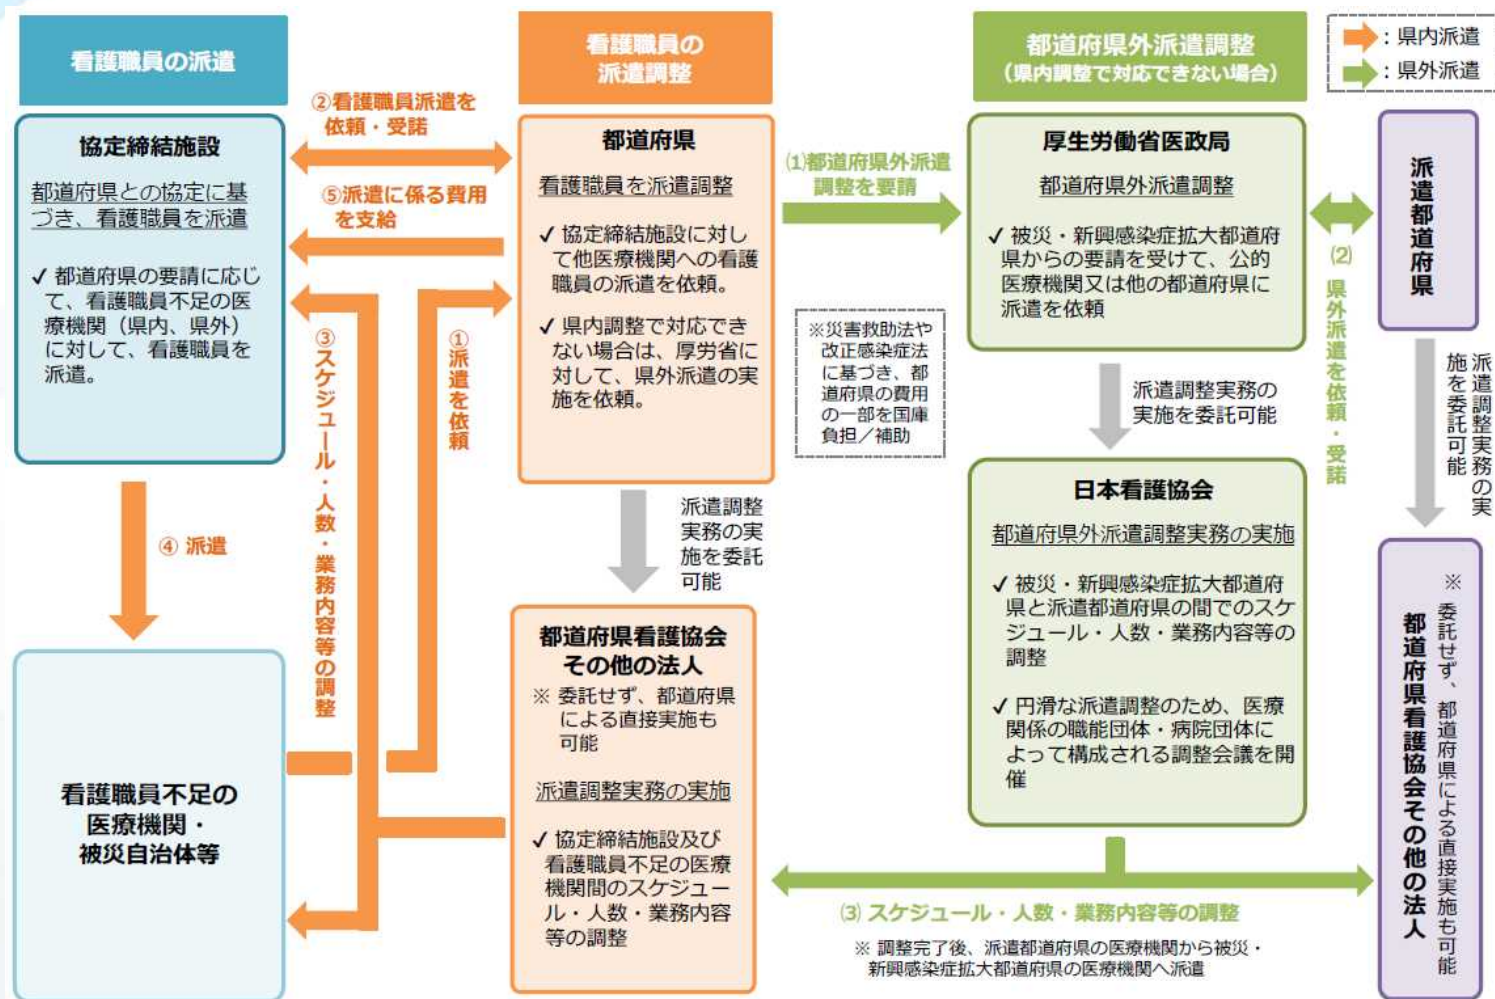 看護職員の派遣
看護職員の
派遣調整
都道府県外派遣調整
（県内調整で対応できない場合）
：県内派遣
：県外派遣
協定締結施設
都道府県との協定に基
づき、看護職員を派遣
✓ 都道府県の要請に応じ
て、看護職員不足の医
療機関（県内、県外）
に対して、看護職員を
派遣。
②看護職員派遣を
依頼・受諾
⑤派遣に係る費用
を支給
③スケジュール・人数・業務内容等の調整
①派遣を依頼
④ 派遣
看護職員不足の
医療機関・
被災自治体等
都道府県
看護職員を派遣調整
✓ 協定締結施設に対し
て他医療機関への看護
職員の派遣を依頼。
✓ 県内調整で対応でき
ない場合は、厚労省に
対して、県外派遣の実
施を依頼。
派遣調整
実務の実
施を委託
可能
都道府県看護協会
その他の法人
※ 委託せず、都道府県
による直接実施も
可能
派遣調整実務の実施
✓ 協定締結施設及び
看護職員不足の医療
機関間のスケジュー
ル・人数・業務内容
等の調整
⑴都道府県外派遣
調整を要請
※災害救助法や
改正感染症法
に基づき、都
道府県の費用
の一部を国庫
負担／補助
厚生労働省医政局
都道府県外派遣調整
✓ 被災・新興感染症拡大都道府
県からの要請を受けて、公的
医療機関又は他の都道府県に
派遣を依頼
派遣調整実務の
実施を委託可能
日本看護協会
都道府県外派遣調整実務の実施
✓ 被災・新興感染症拡大都道府
県と派遣都道府県の間でのスケ
ジュール・人数・業務内容等の
調整
✓ 円滑な派遣調整のため、医療
関係の職能団体・病院団体に
よって構成される調整会議を開
催
⑶ スケジュール・人数・業務内容等の調整
※ 調整完了後、派遣都道府県の医療機関から被災・
新興感染症拡大都道府県の医療機関へ派遣
⑵ 県外派遣を依頼・受諾
派遣都道府県
派遣調整実務の実
施を委託可能
※ 委託せず、都道府県による直接実施も可能
都道府県看護協会その他の法人